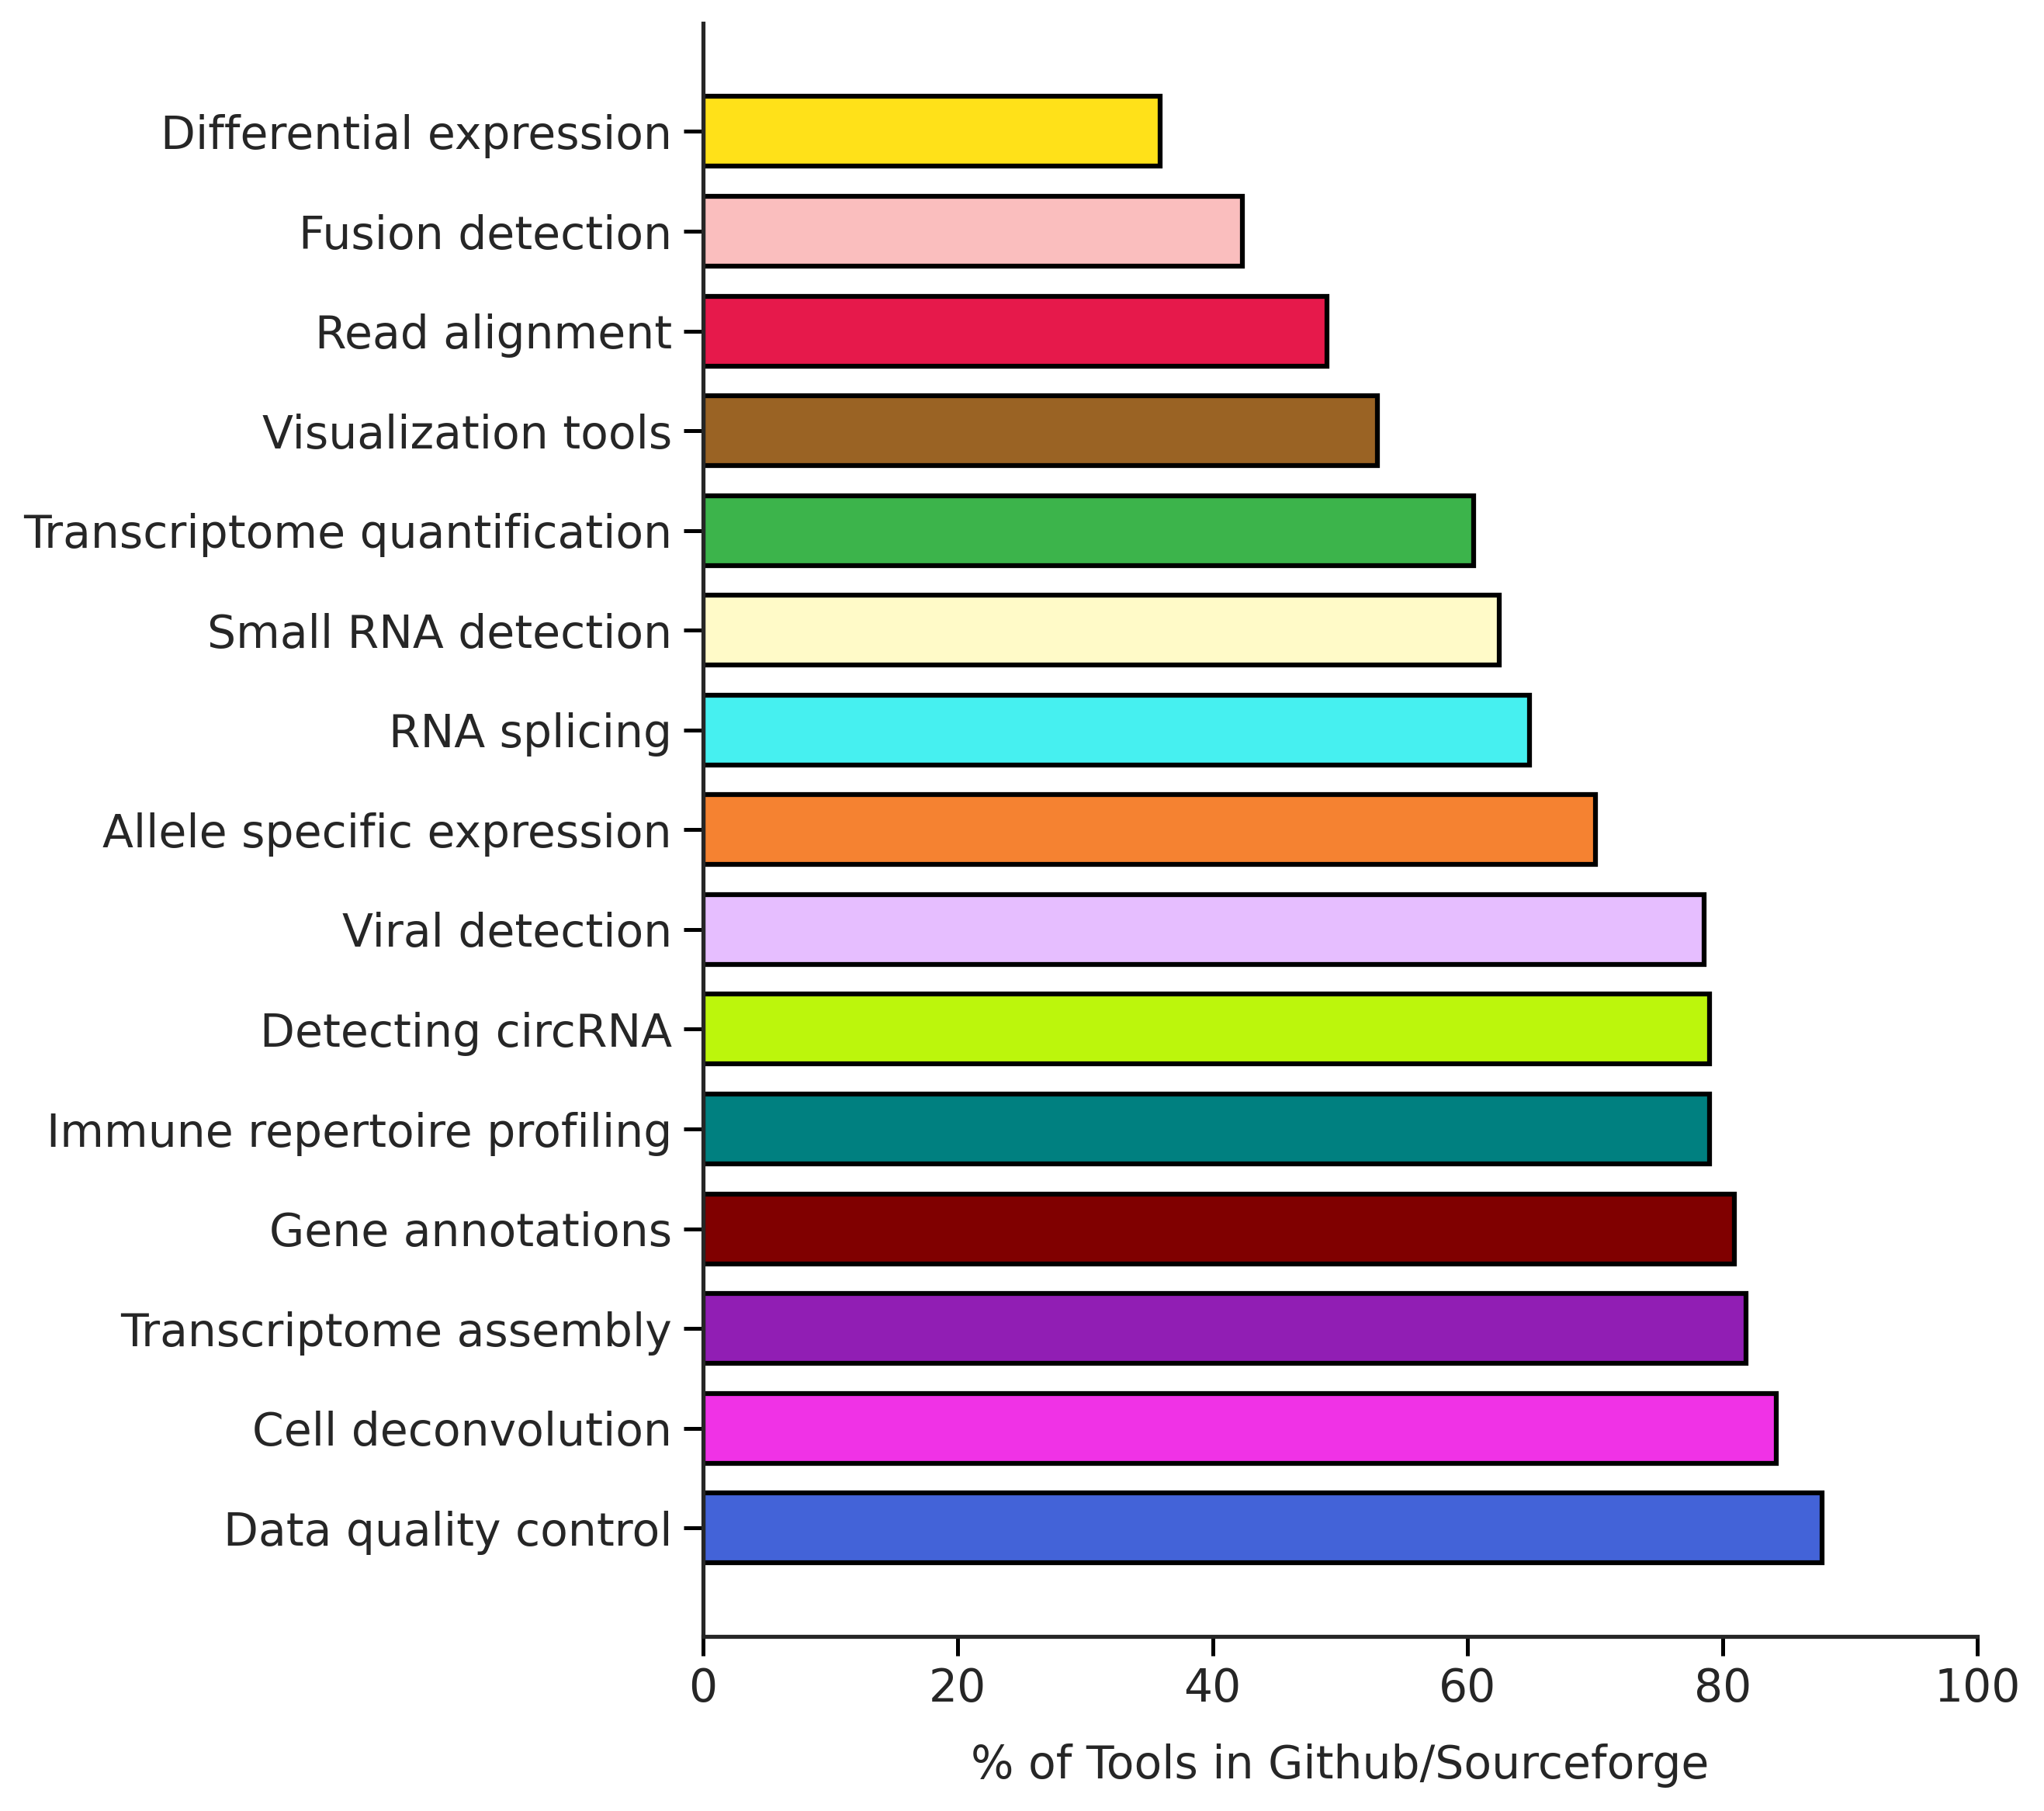 Differential expression
Fusion detection
Read alignment
Visualization tools
Transcriptome quantification
Small RNA detection
RNA splicing
Allele specific expression
Viral detection
Detecting circRNA
Immune repertoire profiling
Gene annotations
Transcriptome assembly
Cell deconvolution
Data quality control
0 20 40 60 80 100
% of Tools in Github/Sourceforge